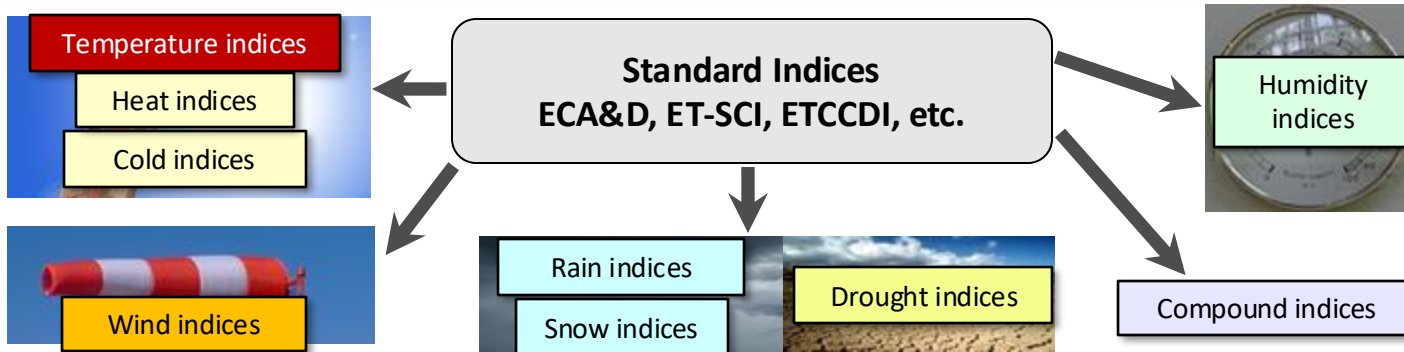 Temperature indices
Heat indices
Cold indices
Standard Indices
ECA&D, ET-SCI, ETCCDI, etc.
Humidity
indices
Wind indices
Rain indices
Snow indices
Drought indices
Compound indices